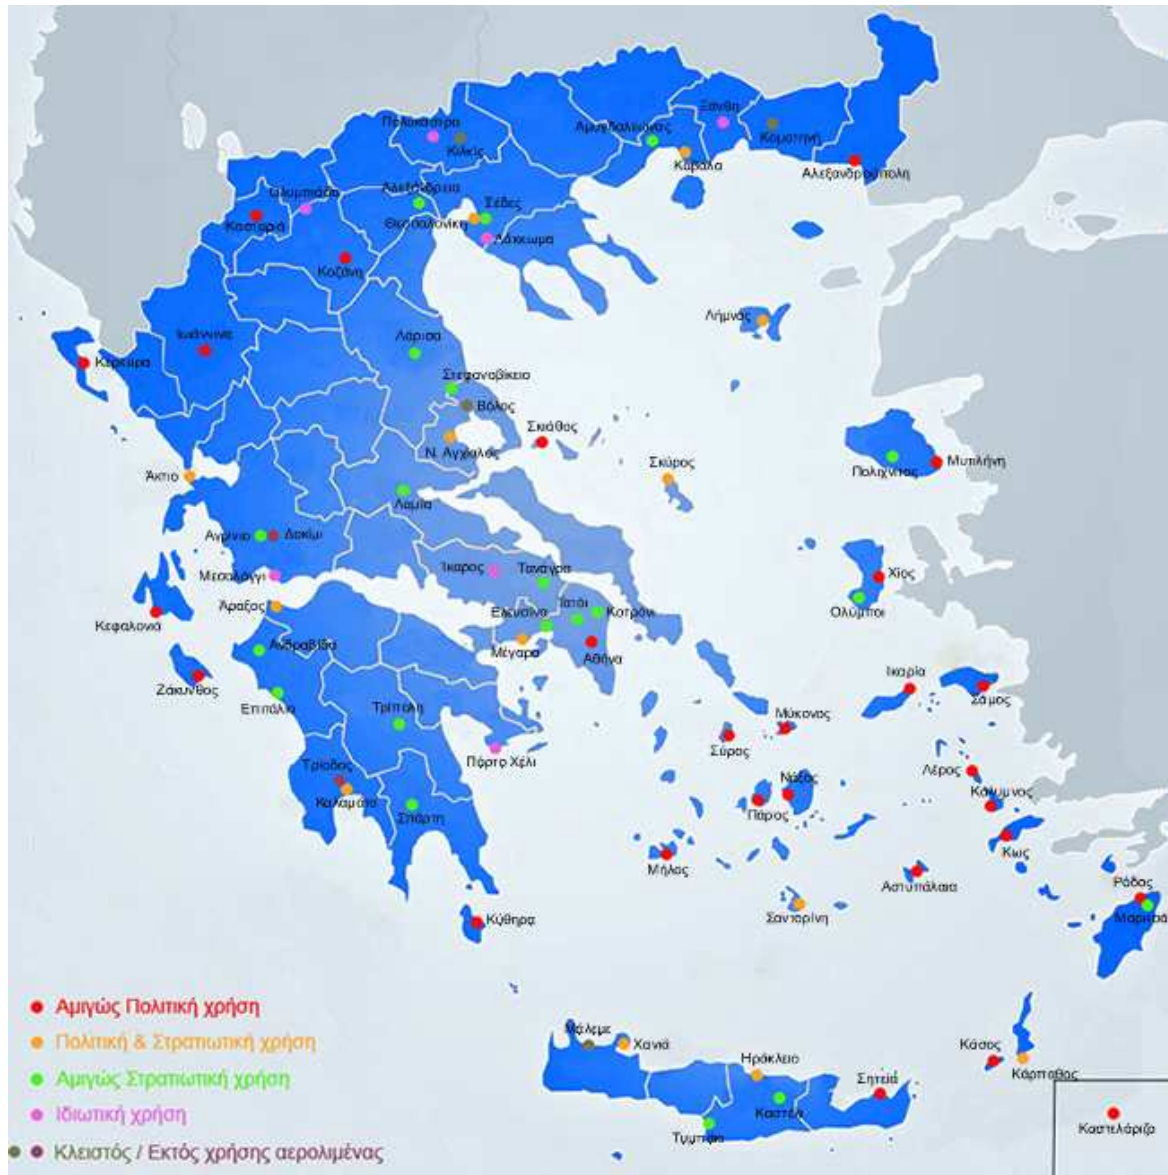 Ξάνθη
Πολύκαστρο
Αμυγδαλεώνας
Κιλκίς
Κομοτηνή
Καβάλα
Αλεξανδρούπολη
Ολυμπιάδα
Αλεξάνδρεια
Σέδες
Καστοριά
Θεσσαλονίκη
Λάκκωμα
Κοζάνη
Λήμνος
Ιωάννινα
Λάρισα
Κέρκυρα
Στεφανοβίκειο
Βόλος
Σκιάθος
Ν. Αγχίαλος
Σκύρος
Πολιχνίτος
Μυτιλήνη
Άκτιο
Λαμία
Αγρίνιο
Δοκίμι
Μεσολόγγι
Ίκαρος
Τανάγρα
Χίος
Άραξος
Ελευσίνα
Τατόι
Κοτρώνι
Ολύμποι
Κεφαλονιά
Ανδραβίδα
Μέγαρα
Αθήνα
Ζάκυνθος
Ικαρία
Επιτάλιο
Τρίπολη
Σάμος
Μύκονος
Σύρος
Πόρτο Χέλι
Τρίοδος
Λέρος
Νάξος
Κάλυμνος
Καλαμάτα
Σπάρτη
Πάρος
Κως
Μήλος
Αστυπάλαια
Ρόδος
Σαντορίνη
Μαριτσά
Κύθηρα
Αμιγώς Πολιτική χρήση
Πολιτική & Στρατιωτική χρήση
Μάλεμε
Χανιά
Ηράκλειο
Κάσος
Κάρπαθος
Αμιγώς Στρατιωτική χρήση
Σητεία
Καστέλι
Ιδιωτική χρήση
Τυμπάκι
Καστελόριζο
Κλειστός / Εκτός χρήσης αερολιμένας